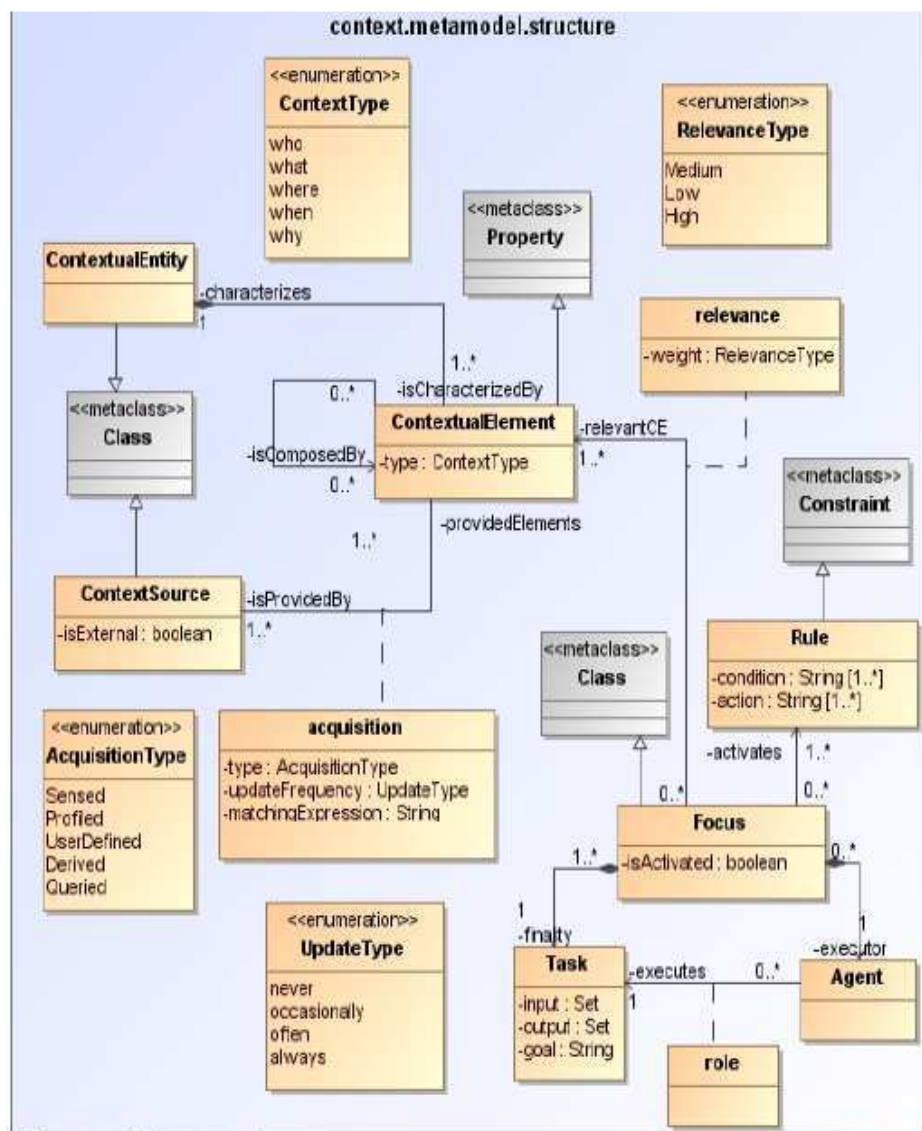 context.metamodel.structure
<<enumeration>>
ContextType
who
what
where
when
why
<<enumeration>>
RelevanceType
Medium
Low
High
<<metaclass>>
Property
ContextualEntity
-characterizes
1
1..*
-isCharacterizedBy
relevance
-weight : RelevanceType
<<metaclass>>
Class
0..*
-isComposedBy
0..*
ContextualElement
-type : ContextType
-relevantCE
1..*
<<metaclass>>
Constraint
1..*
-providedElements
ContextSource
-isExternal : boolean
-isProvidedBy
1..*
<<metaclass>>
Class
Rule
-condition : String [1..*]
-action : String [1..*]
<<enumeration>>
AcquisitionType
Sensed
Profiled
UserDefined
Derived
Queried
acquisition
-type : AcquisitionType
-updateFrequency : UpdateType
-matchingExpression : String
-activates
1..*
0..*
0..*
Focus
-isActivated : boolean
1..*
0..*
<<enumeration>>
UpdateType
never
occasionally
often
always
1
-finalty
1
-executor
Task
-input : Set
-output : Set
-goal : String
-executes
1
0..*
Agent
role